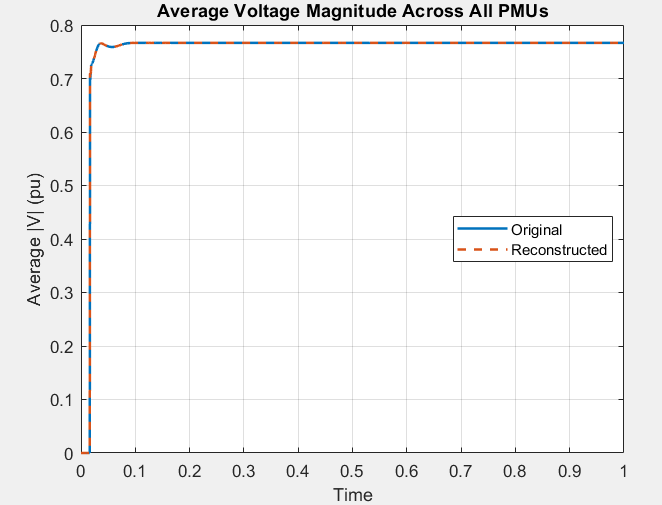 Average Voltage Magnitude Across All PMUs
0.8
0.7
0.6
0.5
0.4
0.3
0.2
0.1
0
Average |V| (pu)
Original
Reconstructed
0 0.1 0.2 0.3 0.4 0.5 0.6 0.7 0.8 0.9 1
Time